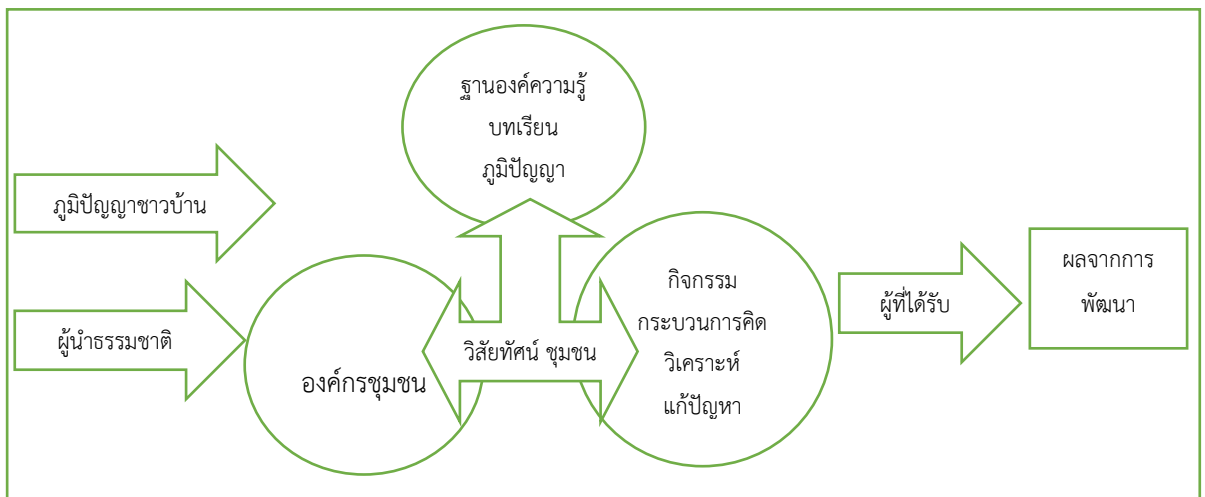 ฐานองค์ความรู้
บทเรียน
ภูมิปัญญา
ภูมิปัญญาชาวบ้าน
ผู้นำธรรมชาติ
องค์กรชุมชน
วิสัยทัศน์ ชุมชน
กิจกรรม
กระบวนการคิด
วิเคราะห์
แก้ปัญหา
ผู้ที่ได้รับ
ผลจากการ
พัฒนา